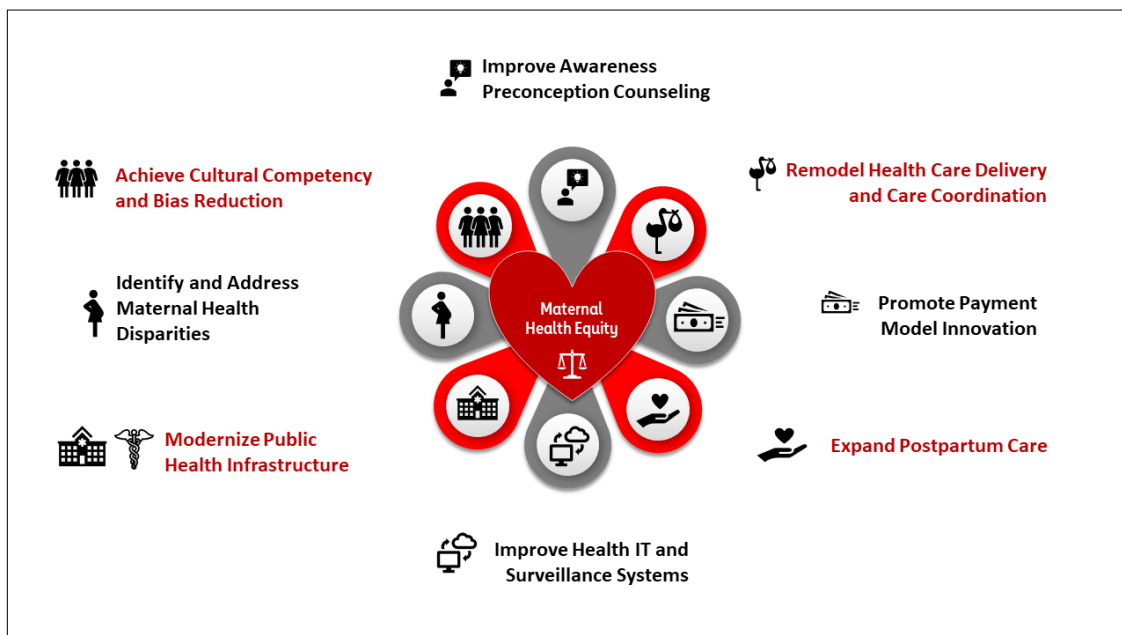 Improve Awareness
Preconception Counseling
Achieve Cultural Competency
and Bias Reduction
Remodel Health Care Delivery
and Care Coordination
Identify and Address
Maternal Health
Disparities
Maternal
Health Equity
Promote Payment
Model Innovation
Modernize Public
Health Infrastructure
Expand Postpartum Care
Improve Health IT and
Surveillance Systems